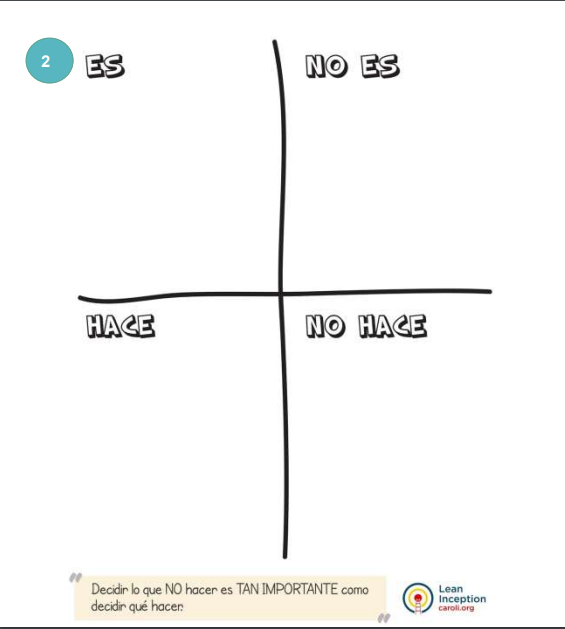 2
ES
NO ES
HACE
NO HACE
"
Decidir lo que NO hacer es TAN IMPORTANTE como
decidir qué hacer.
"
Lean
Inception
caroli.org